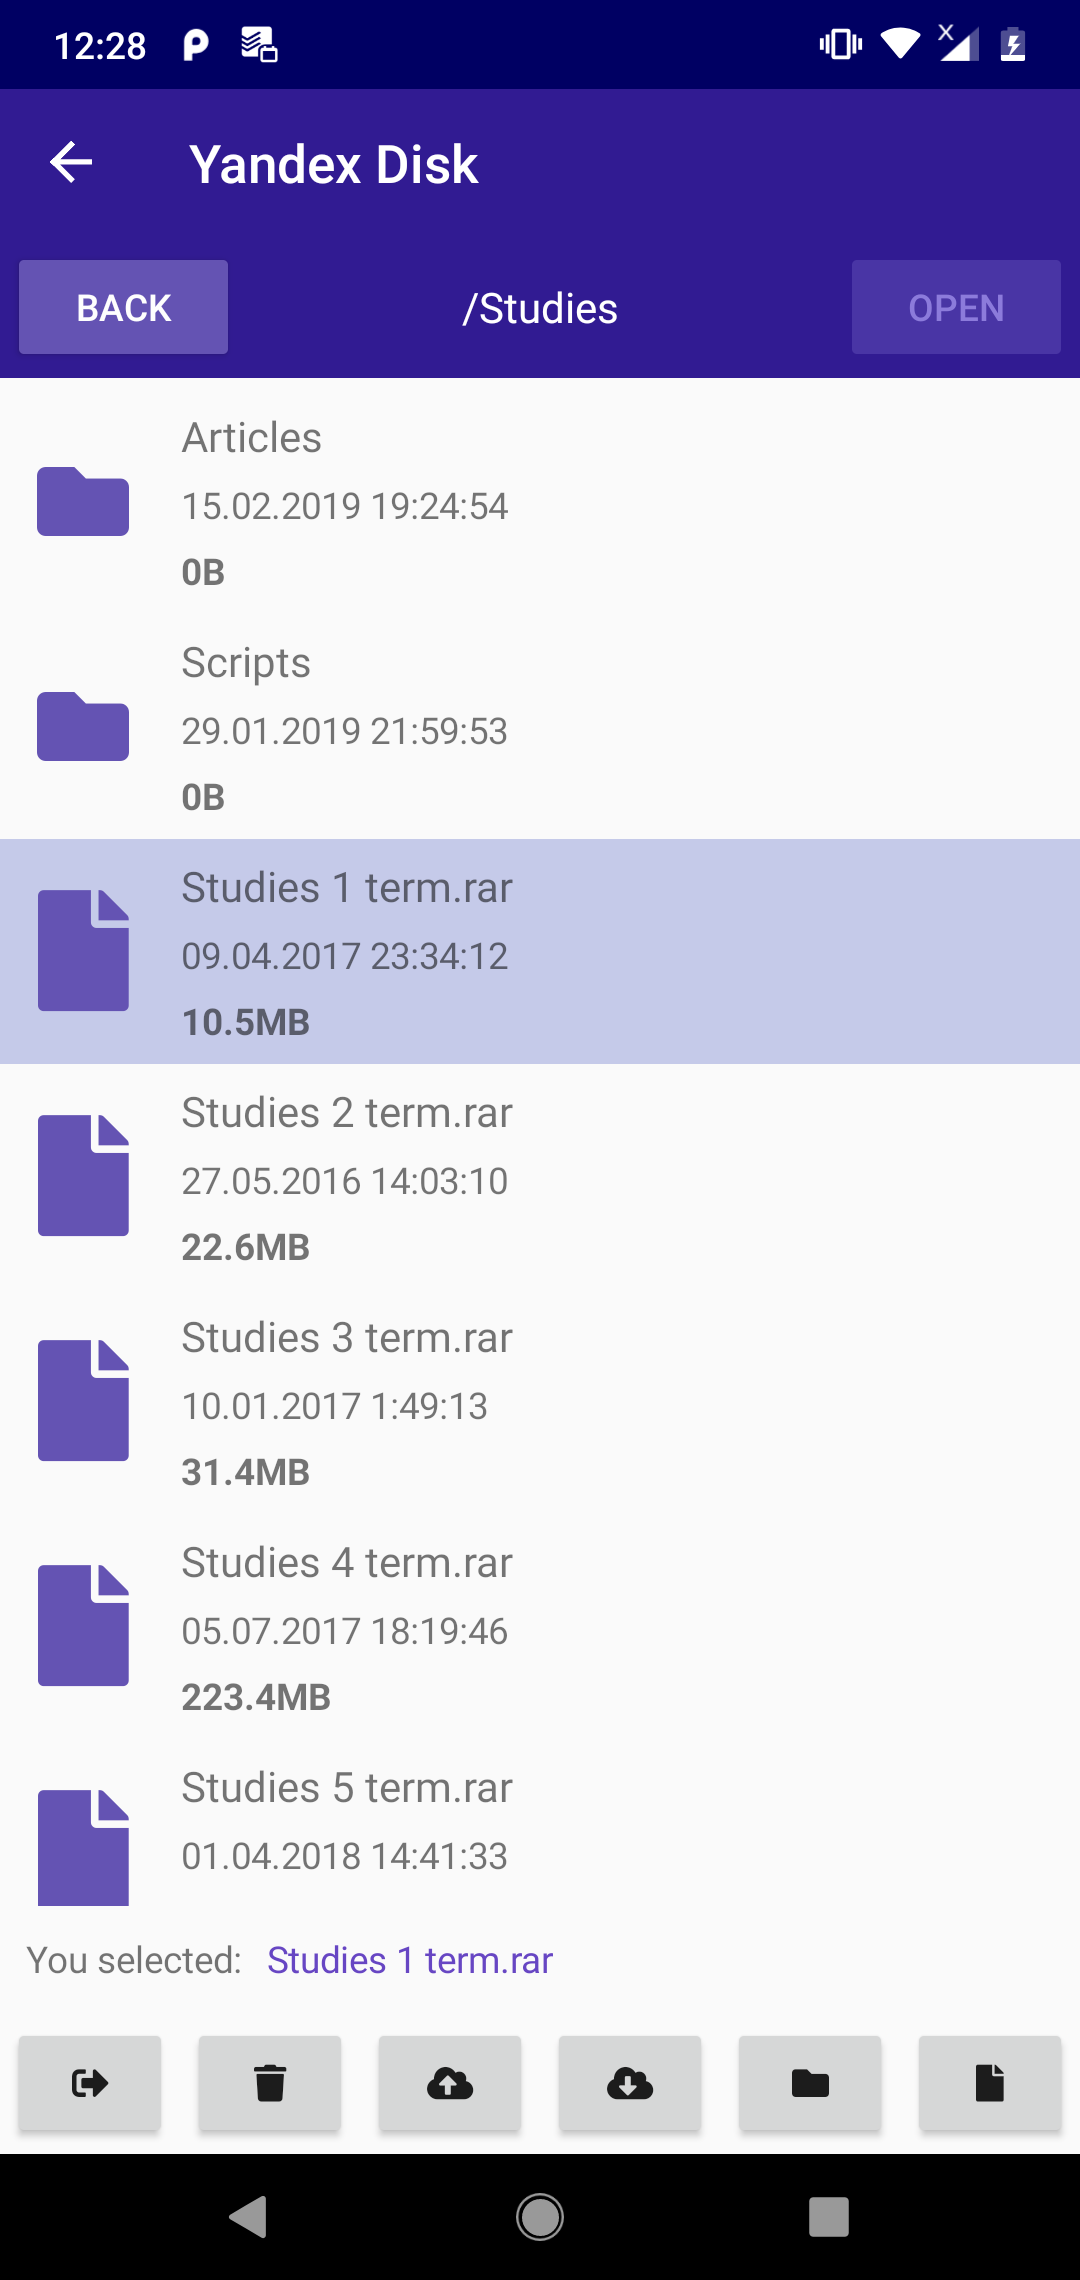 12:28
Yandex Disk
BACK
/Studies
OPEN
Articles
15.02.2019 19:24:54
0B
Scripts
29.01.2019 21:59:53
0B
Studies 1 term.rar
09.04.2017 23:34:12
10.5MB
Studies 2 term.rar
27.05.2016 14:03:10
22.6MB
Studies 3 term.rar
10.01.2017 1:49:13
31.4MB
Studies 4 term.rar
05.07.2017 18:19:46
223.4MB
Studies 5 term.rar
01.04.2018 14:41:33
You selected: Studies 1 term.rar